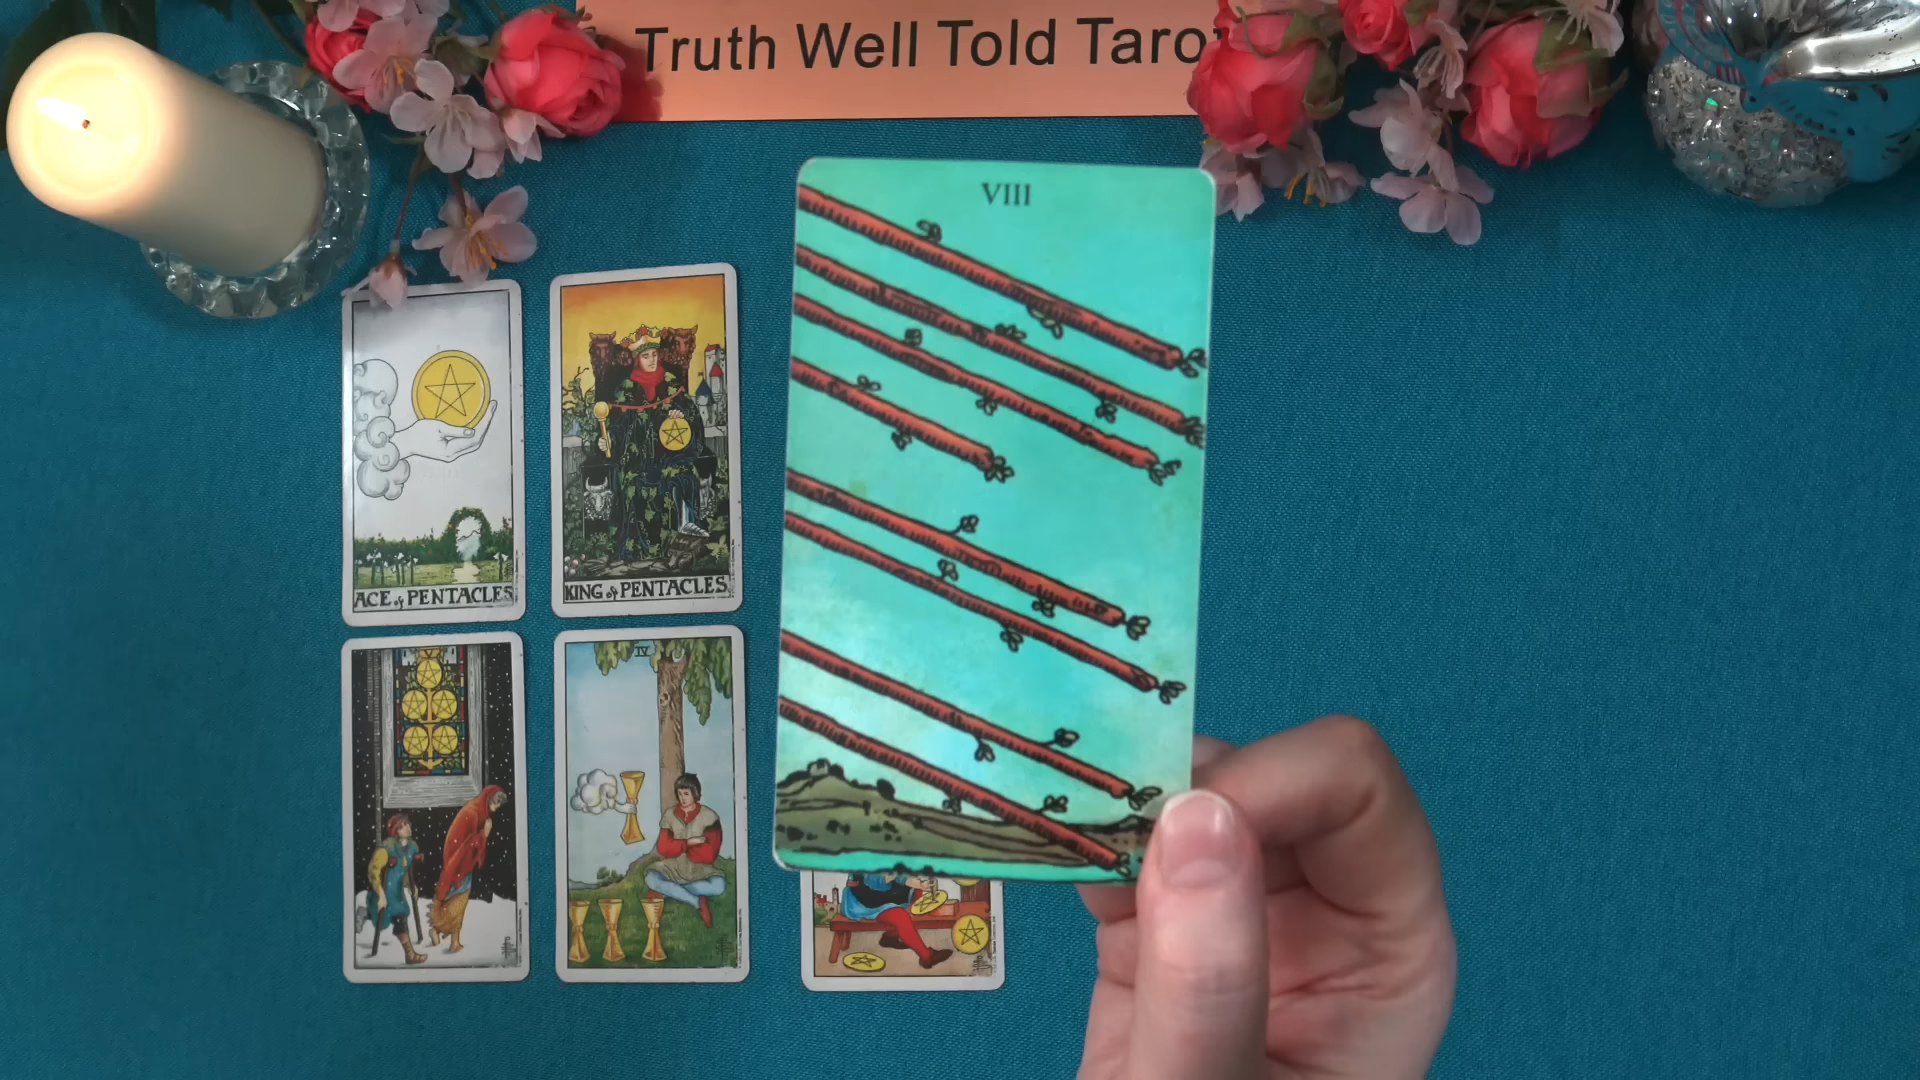 Truth Well Told Taro
VIII
ACE of PENTACLES
KING of PENTACLES
IV